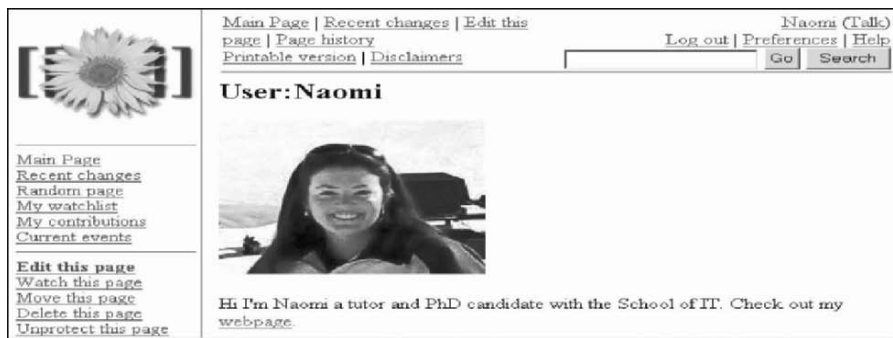 Main Page | Recent changes | Edit this
page | Page history
Printable version | Disclaimers
Naomi (Talk)
Log out | Preferences | Help
Go Search
User:Naomi
Main Page
Recent changes
Random page
My watchlist
My contributions
Current events
Edit this page
Watch this page
Move this page
Delete this page
Unprotect this page
Hi I'm Naomi a tutor and PhD candidate with the School of IT. Check out my
webpage.